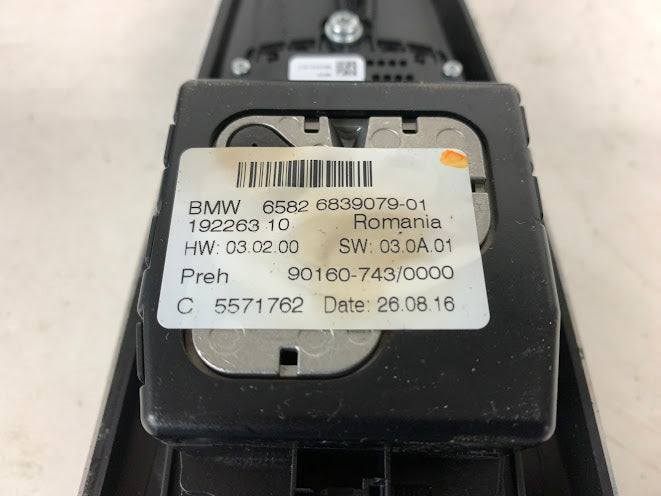 BMW 6582 6839079-01
192263 10 Romania
HW: 03.02.00 SW: 03.0A.01
Preh 90160-743/0000
C 5571762 Date: 26.08.16